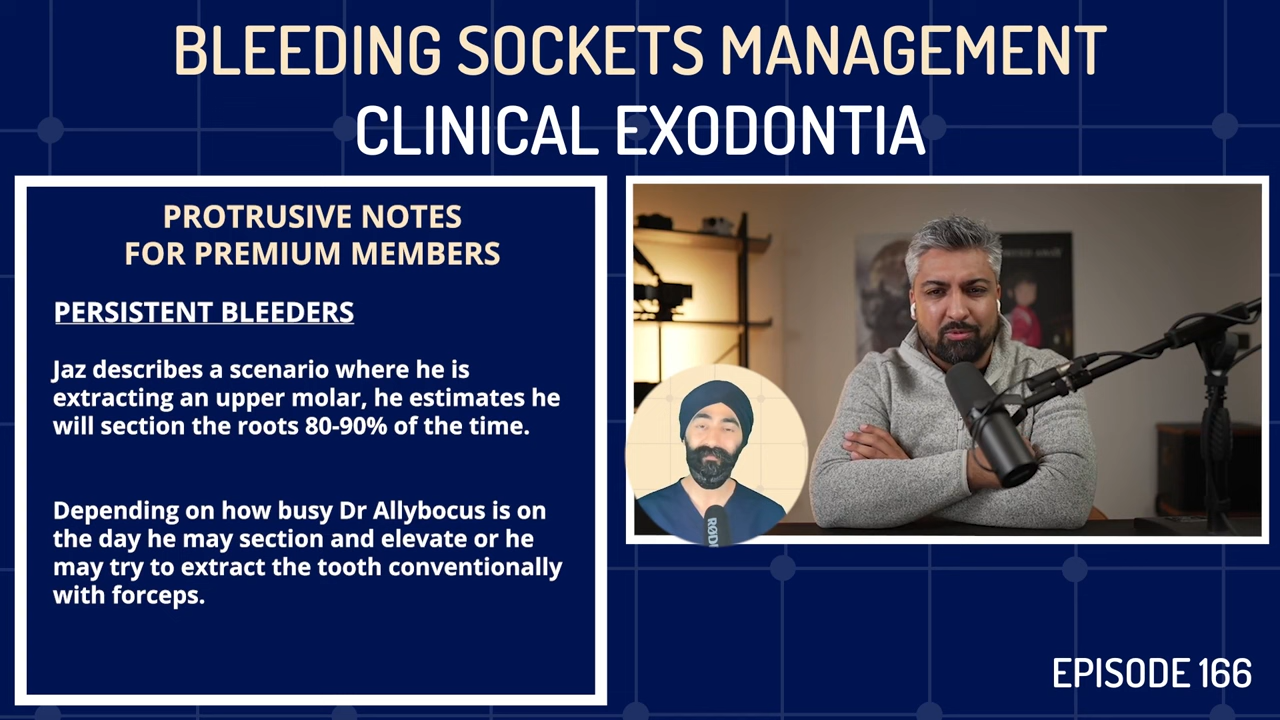 BLEEDING SOCKETS MANAGEMENT
CLINICAL EXODONTIA
PROTRUSIVE NOTES
FOR PREMIUM MEMBERS
PERSISTENT BLEEDERS
Jaz describes a scenario where he is
extracting an upper molar, he estimates he
will section the roots 80-90% of the time.
Depending on how busy Dr Allybocus is on
the day he may section and elevate or he
may try to extract the tooth conventionally
with forceps.
RØDE
EPISODE 166